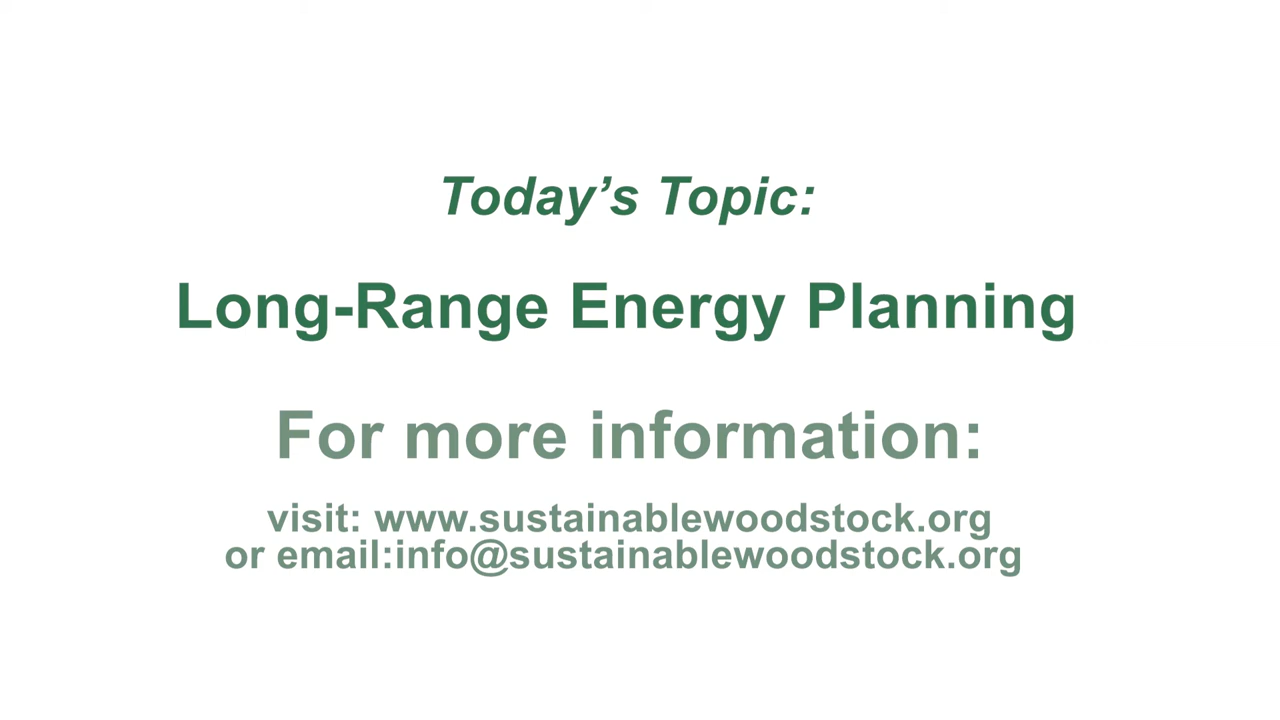 Today’s Topic:
Long-Range Energy Planning
For more information:
visit: www.sustainablewoodstock.org
or email:info@sustainablewoodstock.org